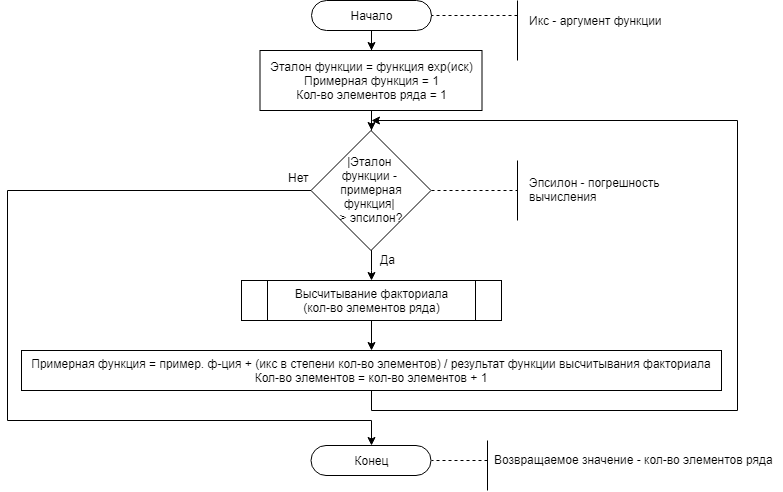 Начало
Икс - аргумент функции
Эталон функции = функция exp(иск)
Примерная функция = 1
Кол-во элементов ряда = 1
|Эталон
функции -
примерная
функция|
> эпсилон?
Нет
Эпсилон - погрешность
вычисления
Да
Высчитывание факториала
(кол-во элементов ряда)
Примерная функция = пример. ф-ция + (икс в степени кол-во элементов) / результат функции высчитывания факториала
Кол-во элементов = кол-во элементов + 1
Конец
Возвращаемое значение - кол-во элементов ряда